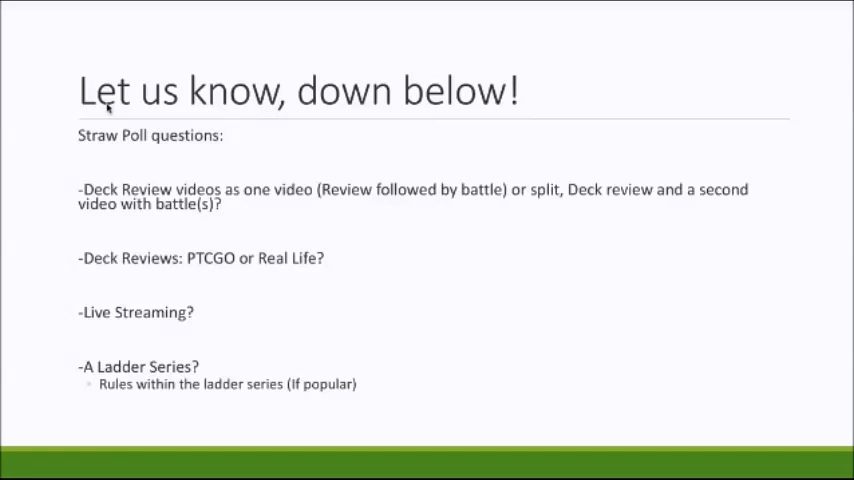 Let us know, down below!
Straw Poll questions:
-Deck Review videos as one video (Review followed by battle) or split, Deck review and a second
video with battle(s)?
-Deck Reviews: PTCGO or Real Life?
-Live Streaming?
-A Ladder Series?
Rules within the ladder series (If popular)